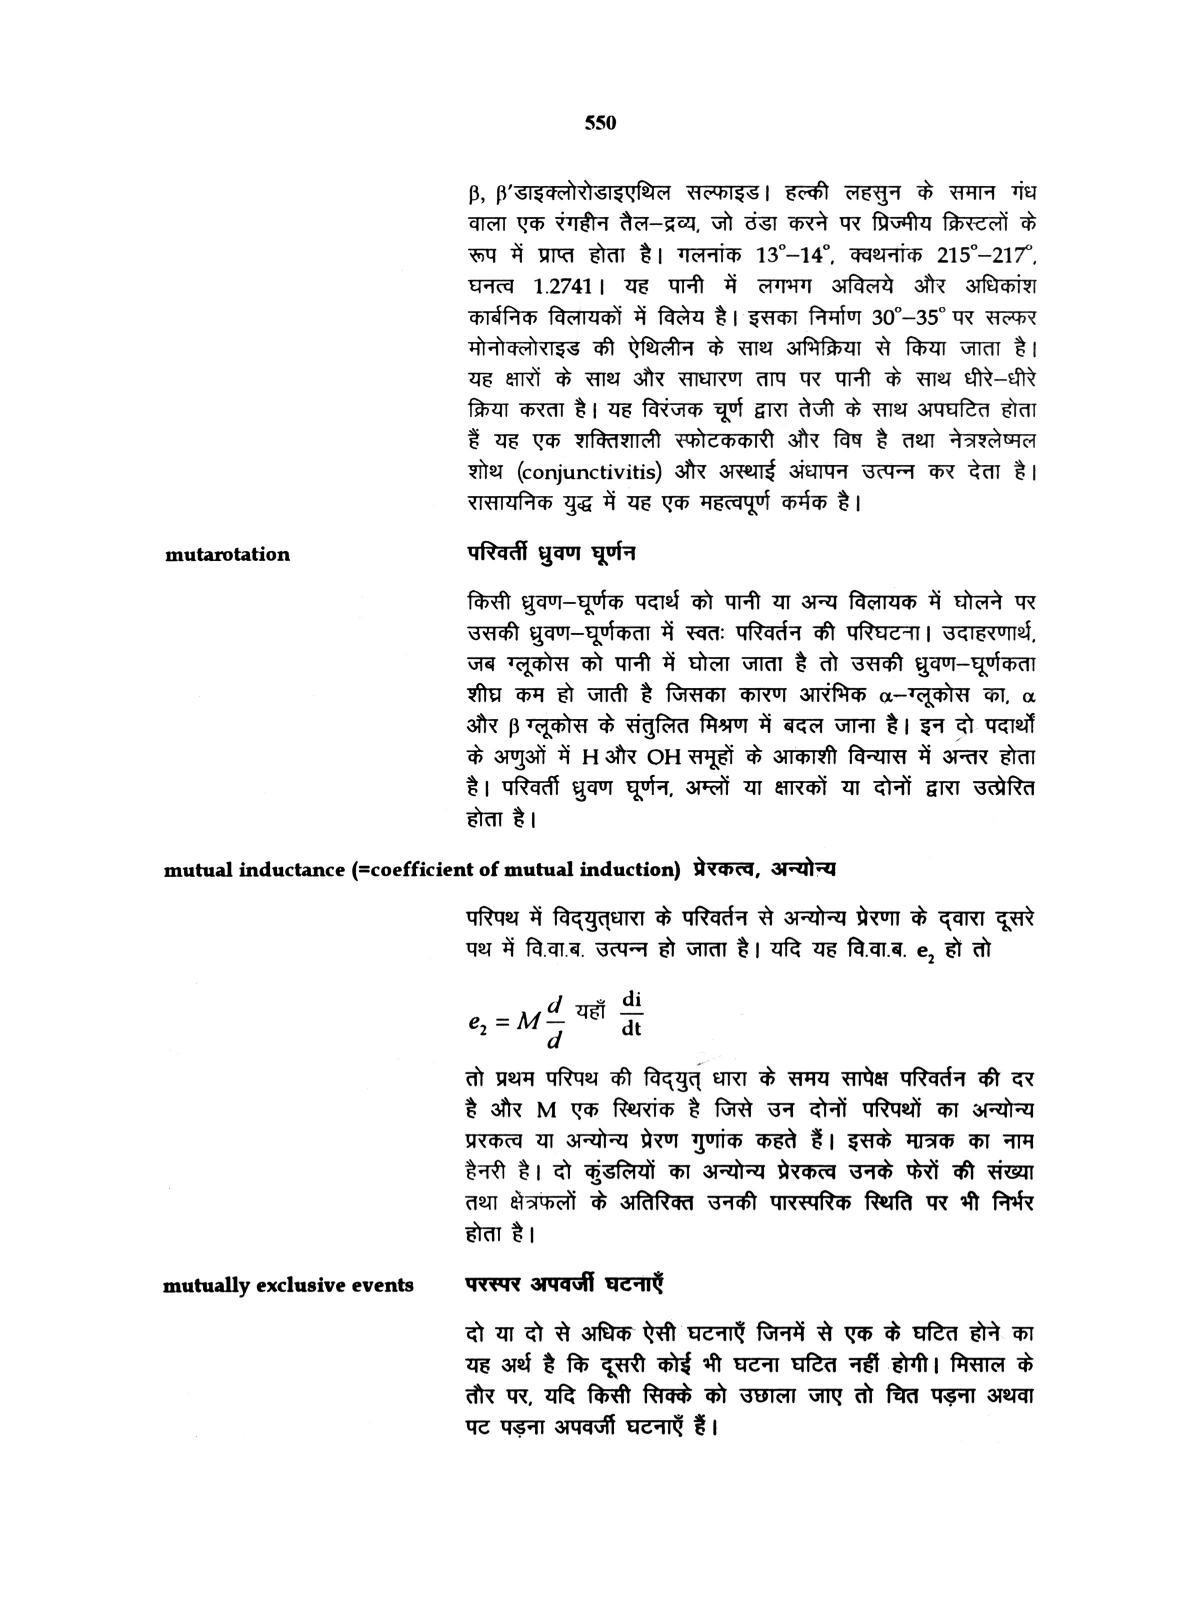 550
β, β′डाइक्लोरोडाइएथिल सल्फाइड। हल्की लहसुन के समान गंध
वाला एक रंगहीन तैल–द्रव्य, जो ठंडा करने पर प्रिज्मीय क्रिस्टलों के
रूप में प्राप्त होता है। गलनांक 13°–14°, क्वथनांक 215°–217°,
घनत्व 1.2741। यह पानी में लगभग अविलये और अधिकांश
कार्बनिक विलायकों में विलेय है। इसका निर्माण 30°–35° पर सल्फर
मोनोक्लोराइड की ऐथिलीन के साथ अभिक्रिया से किया जाता है।
यह क्षारों के साथ और साधारण ताप पर पानी के साथ धीरे–धीरे
क्रिया करता है। यह विरंजक चूर्ण द्वारा तेजी के साथ अपघटित होता
हैं यह एक शक्तिशाली स्फोटककारी और विष है तथा नेत्रश्लेष्मल
शोथ (conjunctivitis) और अस्थाई अंधापन उत्पन्न कर देता है।
रासायनिक युद्ध में यह एक महत्वपूर्ण कर्मक है।
mutarotation परिवर्ती ध्रुवण घूर्णन
किसी ध्रुवण–घूर्णक पदार्थ को पानी या अन्य विलायक में घोलने पर
उसकी ध्रुवण–घूर्णकता में स्वतः परिवर्तन की परिघटना। उदाहरणार्थ,
जब ग्लूकोस को पानी में घोला जाता है तो उसकी ध्रुवण–घूर्णकता
शीघ्र कम हो जाती है जिसका कारण आरंभिक α–ग्लूकोस का, α
और β ग्लूकोस के संतुलित मिश्रण में बदल जाना है। इन दो पदार्थों
के अणुओं में H और OH समूहों के आकाशी विन्यास में अन्तर होता
है। परिवर्ती ध्रुवण घूर्णन, अम्लों या क्षारकों या दोनों द्वारा उत्प्रेरित
होता है।
mutual inductance (=coefficient of mutual induction) प्रेरकत्व, अन्योन्य
परिपथ में विद्युत्धारा के परिवर्तन से अन्योन्य प्रेरणा के द्वारा दूसरे
पथ में वि.वा.ब. उत्पन्न हो जाता है। यदि यह वि.वा.ब. e₂ हो तो
e₂ = M d/d यहाँ di/dt
तो प्रथम परिपथ की विद्युत् धारा के समय सापेक्ष परिवर्तन की दर
है और M एक स्थिरांक है जिसे उन दोनों परिपथों का अन्योन्य
प्ररकत्व या अन्योन्य प्रेरण गुणांक कहते हैं। इसके मात्रक का नाम
हैनरी है। दो कुंडलियों का अन्योन्य प्रेरकत्व उनके फेरों की संख्या
तथा क्षेत्रफलों के अतिरिक्त उनकी पारस्परिक स्थिति पर भी निर्भर
होता है।
mutually exclusive events परस्पर अपवर्जी घटनाएँ
दो या दो से अधिक ऐसी घटनाएँ जिनमें से एक के घटित होने का
यह अर्थ है कि दूसरी कोई भी घटना घटित नहीं होगी। मिसाल के
तौर पर, यदि किसी सिक्के को उछाला जाए तो चित पड़ना अथवा
पट पड़ना अपवर्जी घटनाएँ हैं।